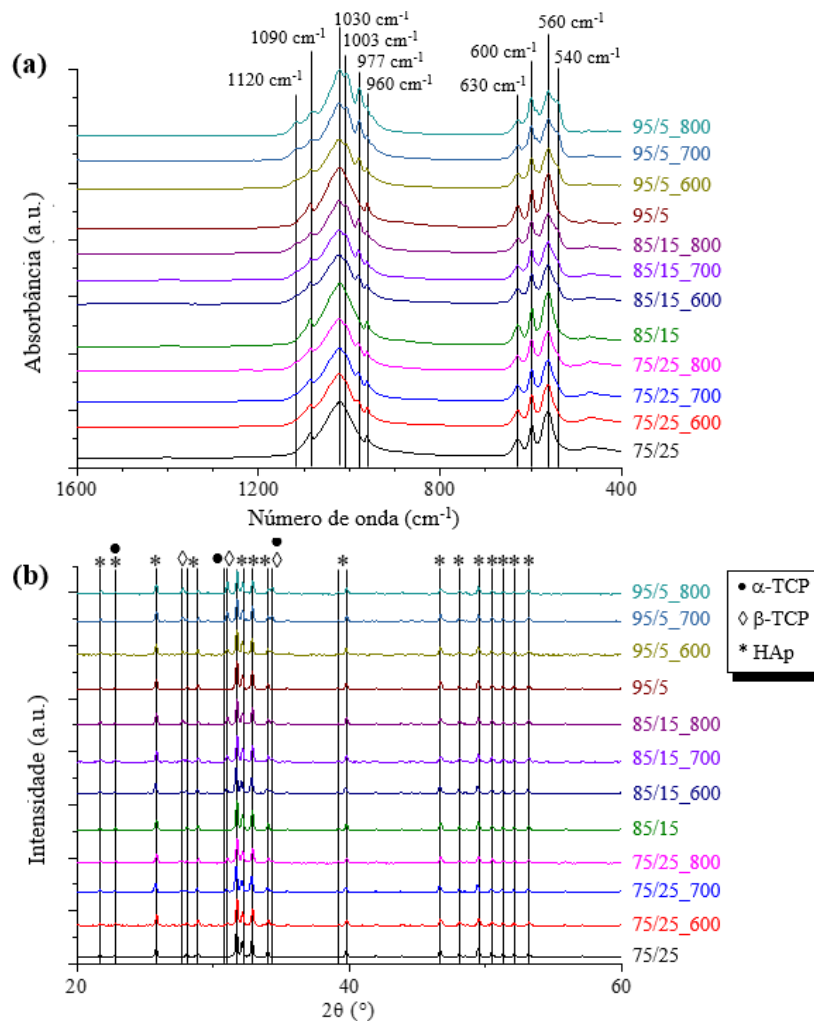 (a)
1120 cm-1
1090 cm-1
1030 cm-1
1003 cm-1
977 cm-1
960 cm-1
630 cm-1
600 cm-1
560 cm-1
540 cm-1
95/5_800
95/5_700
95/5_600
95/5
85/15_800
85/15_700
85/15_600
85/15
75/25_800
75/25_700
75/25_600
75/25
Absorbância (a.u.)
1600
1200
800
400
Número de onda (cm-1)
(b)
95/5_800
95/5_700
95/5_600
95/5
85/15_800
85/15_700
85/15_600
85/15
75/25_800
75/25_700
75/25_600
75/25
● α-TCP
◊ β-TCP
* HAp
Intensidade (a.u.)
20
40
60
2θ (°)